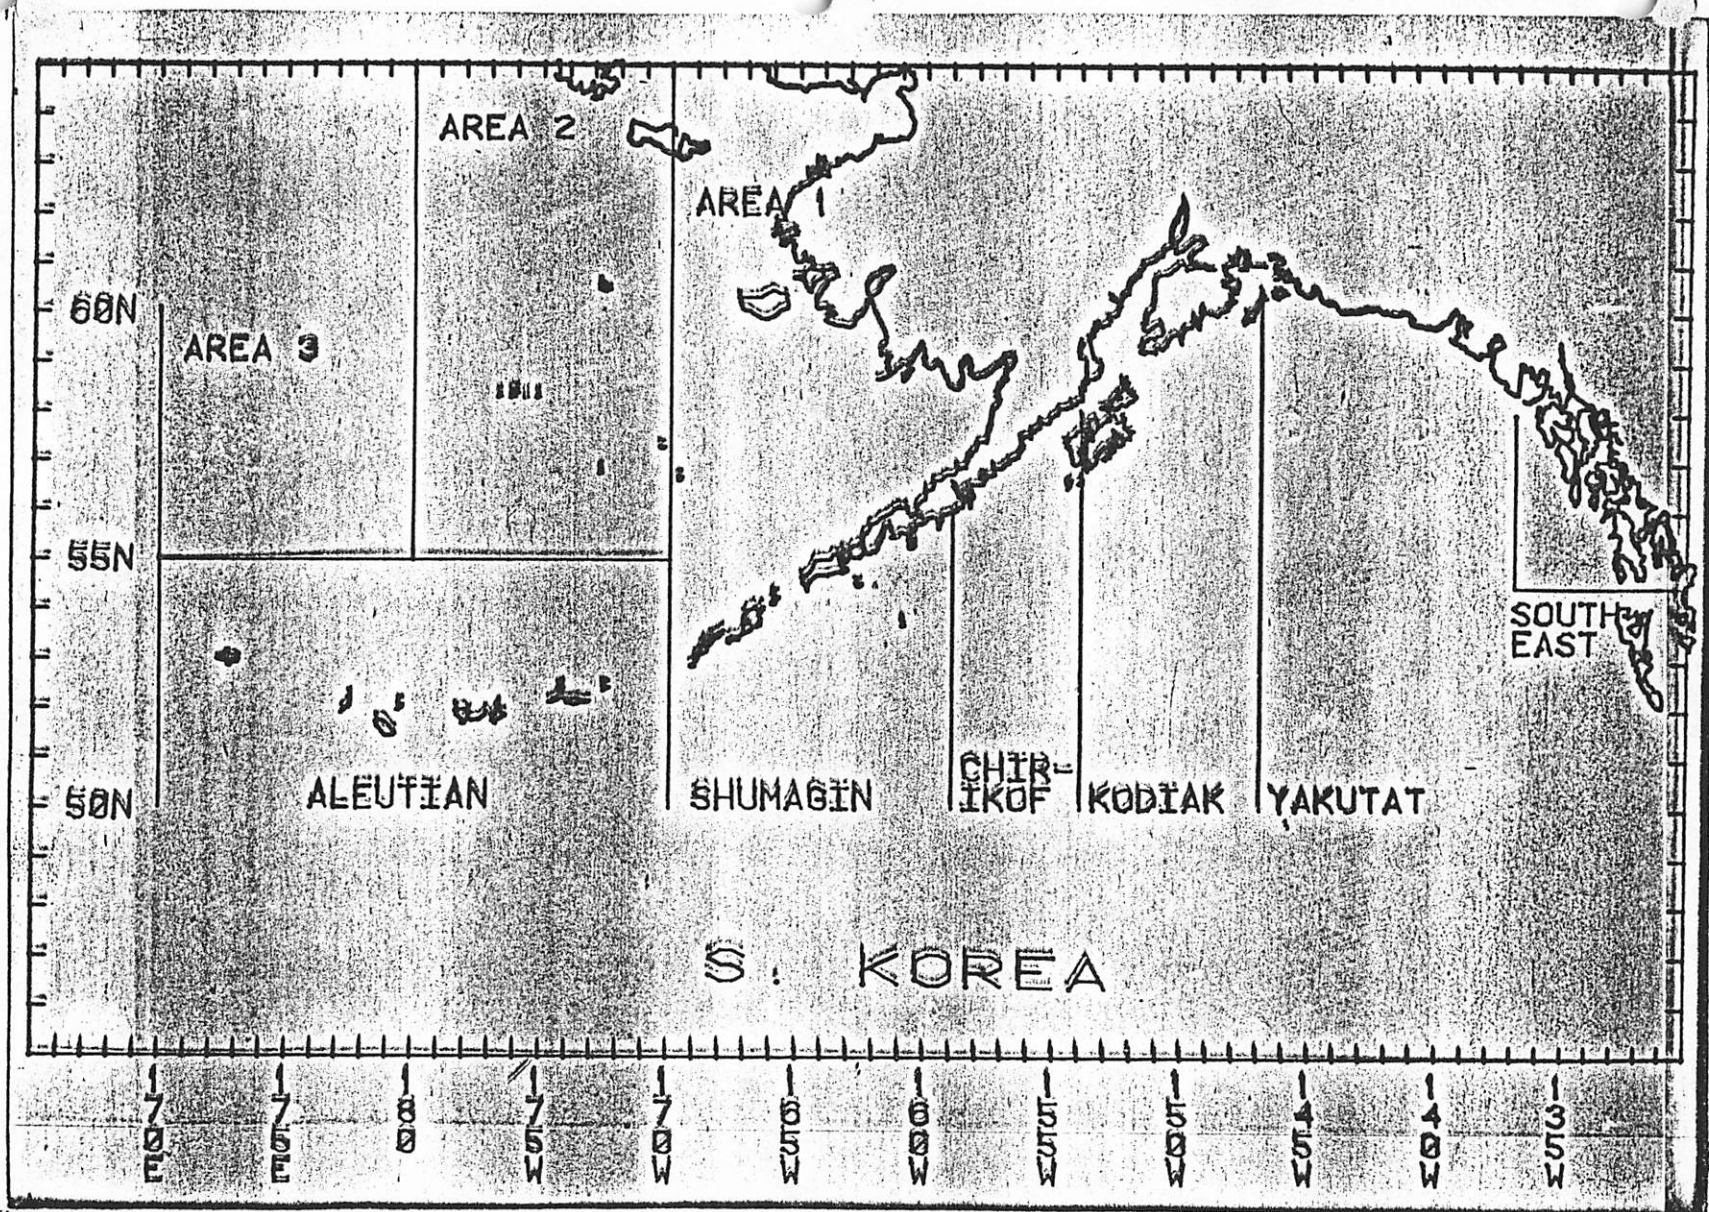 AREA 2
AREA 1
60N
AREA 3
55N
SOUTH
EAST
50N
ALEUTIAN
SHUMAGIN
CHIR-
IKOF
KODIAK
YAKUTAT
S. KOREA
170E
175E
180
175W
170W
165W
160W
155W
150W
145W
140W
135W